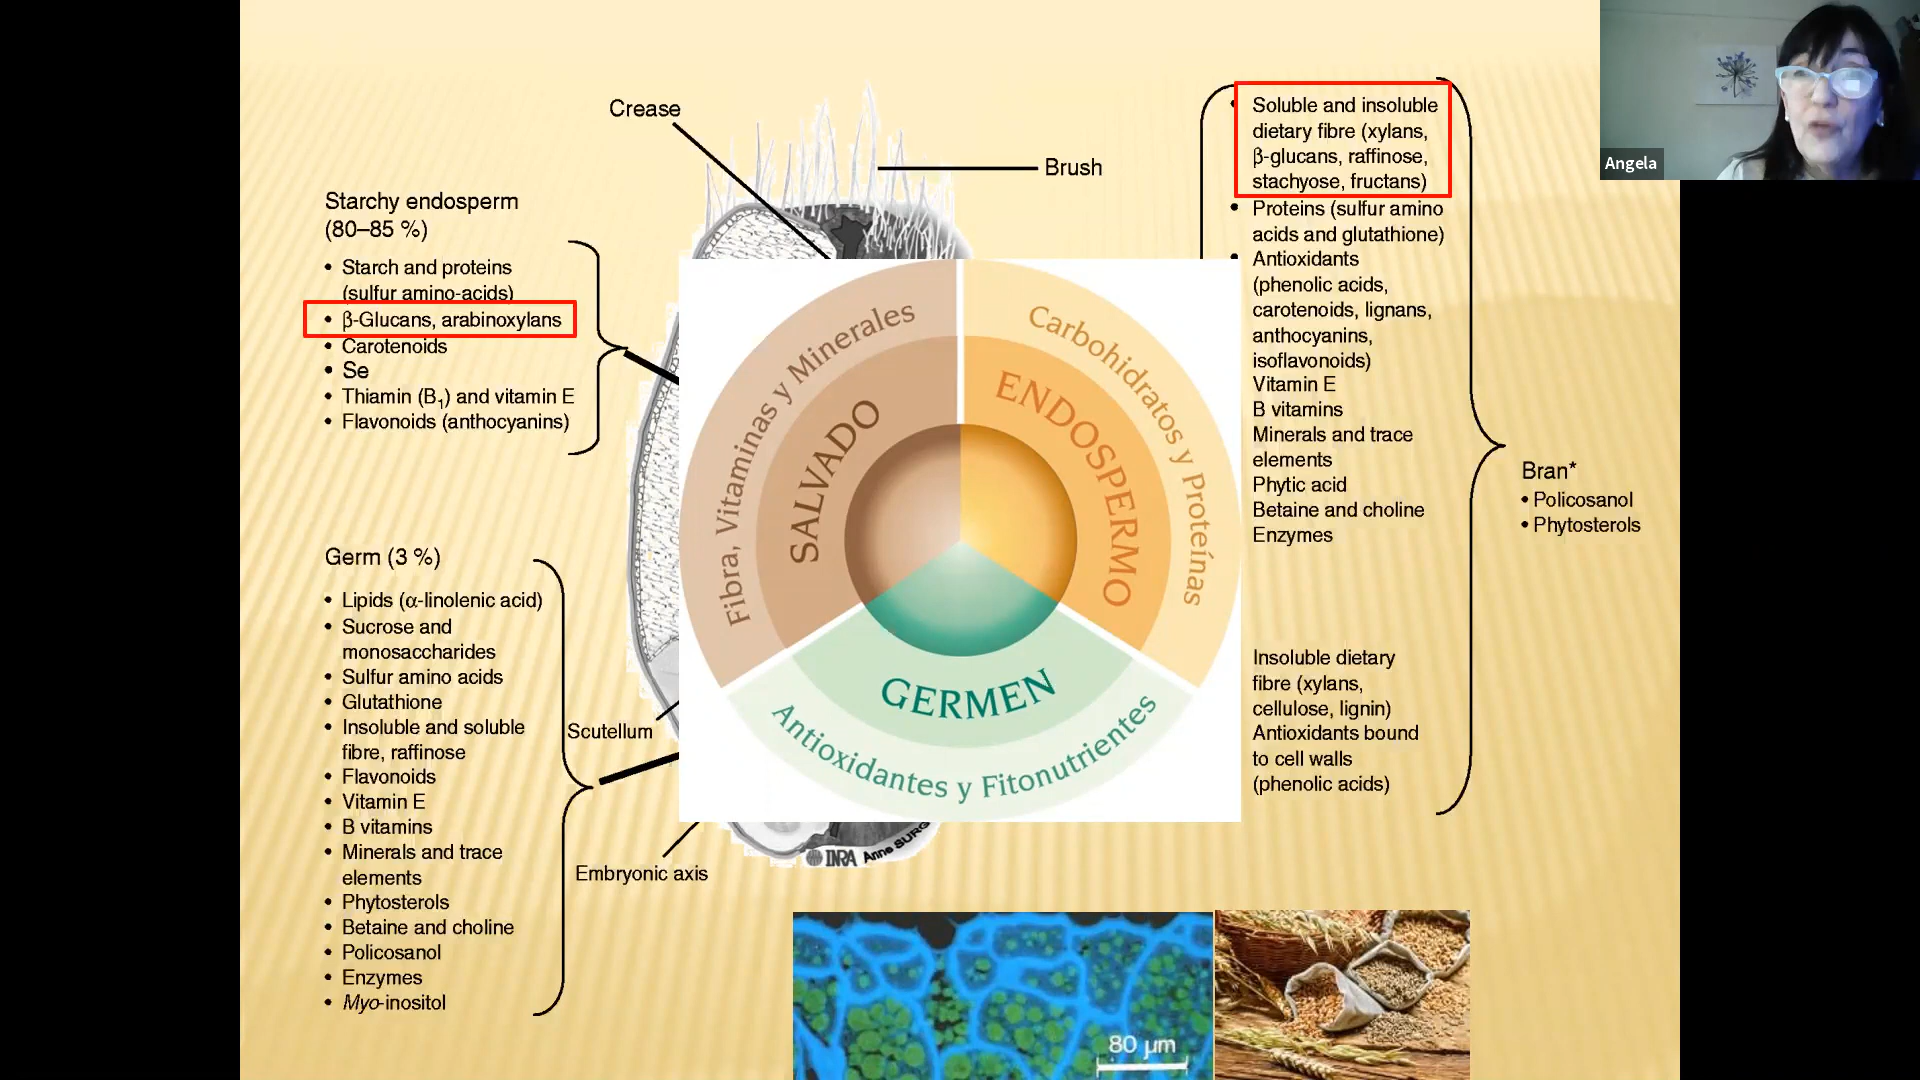 Crease
Brush
Starchy endosperm
(80–85 %)
• Starch and proteins
(sulfur amino-acids)
• β-Glucans, arabinoxylans
• Carotenoids
• Se
• Thiamin (B₁) and vitamin E
• Flavonoids (anthocyanins)
Germ (3 %)
• Lipids (α-linolenic acid)
• Sucrose and
monosaccharides
• Sulfur amino acids
• Glutathione
• Insoluble and soluble
fibre, raffinose
• Flavonoids
• Vitamin E
• B vitamins
• Minerals and trace
elements
• Phytosterols
• Betaine and choline
• Policosanol
• Enzymes
• Myo-inositol
Scutellum
Embryonic axis
Fibra, Vitaminas y Minerales
SALVADO
Carbohidratos y Proteínas
ENDOSPERMO
GERMEN
Antioxidantes y Fitonutrientes
INRA Anne SURG
• Soluble and insoluble
dietary fibre (xylans,
β-glucans, raffinose,
stachyose, fructans)
• Proteins (sulfur amino
acids and glutathione)
• Antioxidants
(phenolic acids,
carotenoids, lignans,
anthocyanins,
isoflavonoids)
Vitamin E
B vitamins
Minerals and trace
elements
Phytic acid
Betaine and choline
Enzymes
Insoluble dietary
fibre (xylans,
cellulose, lignin)
Antioxidants bound
to cell walls
(phenolic acids)
Bran*
• Policosanol
• Phytosterols
80 μm
Angela